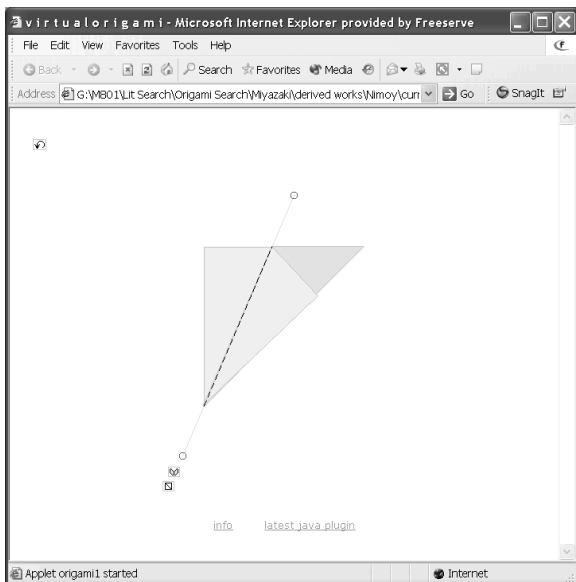 v i r t u a l o r i g a m i - Microsoft Internet Explorer provided by Freeserve
File Edit View Favorites Tools Help
Back Search Favorites Media
Address G:\M801\Lit Search\Origami Search\Miyazaki\derived works\Nimoy\curr Go SnagIt
info latest java plugin
Applet origami1 started Internet